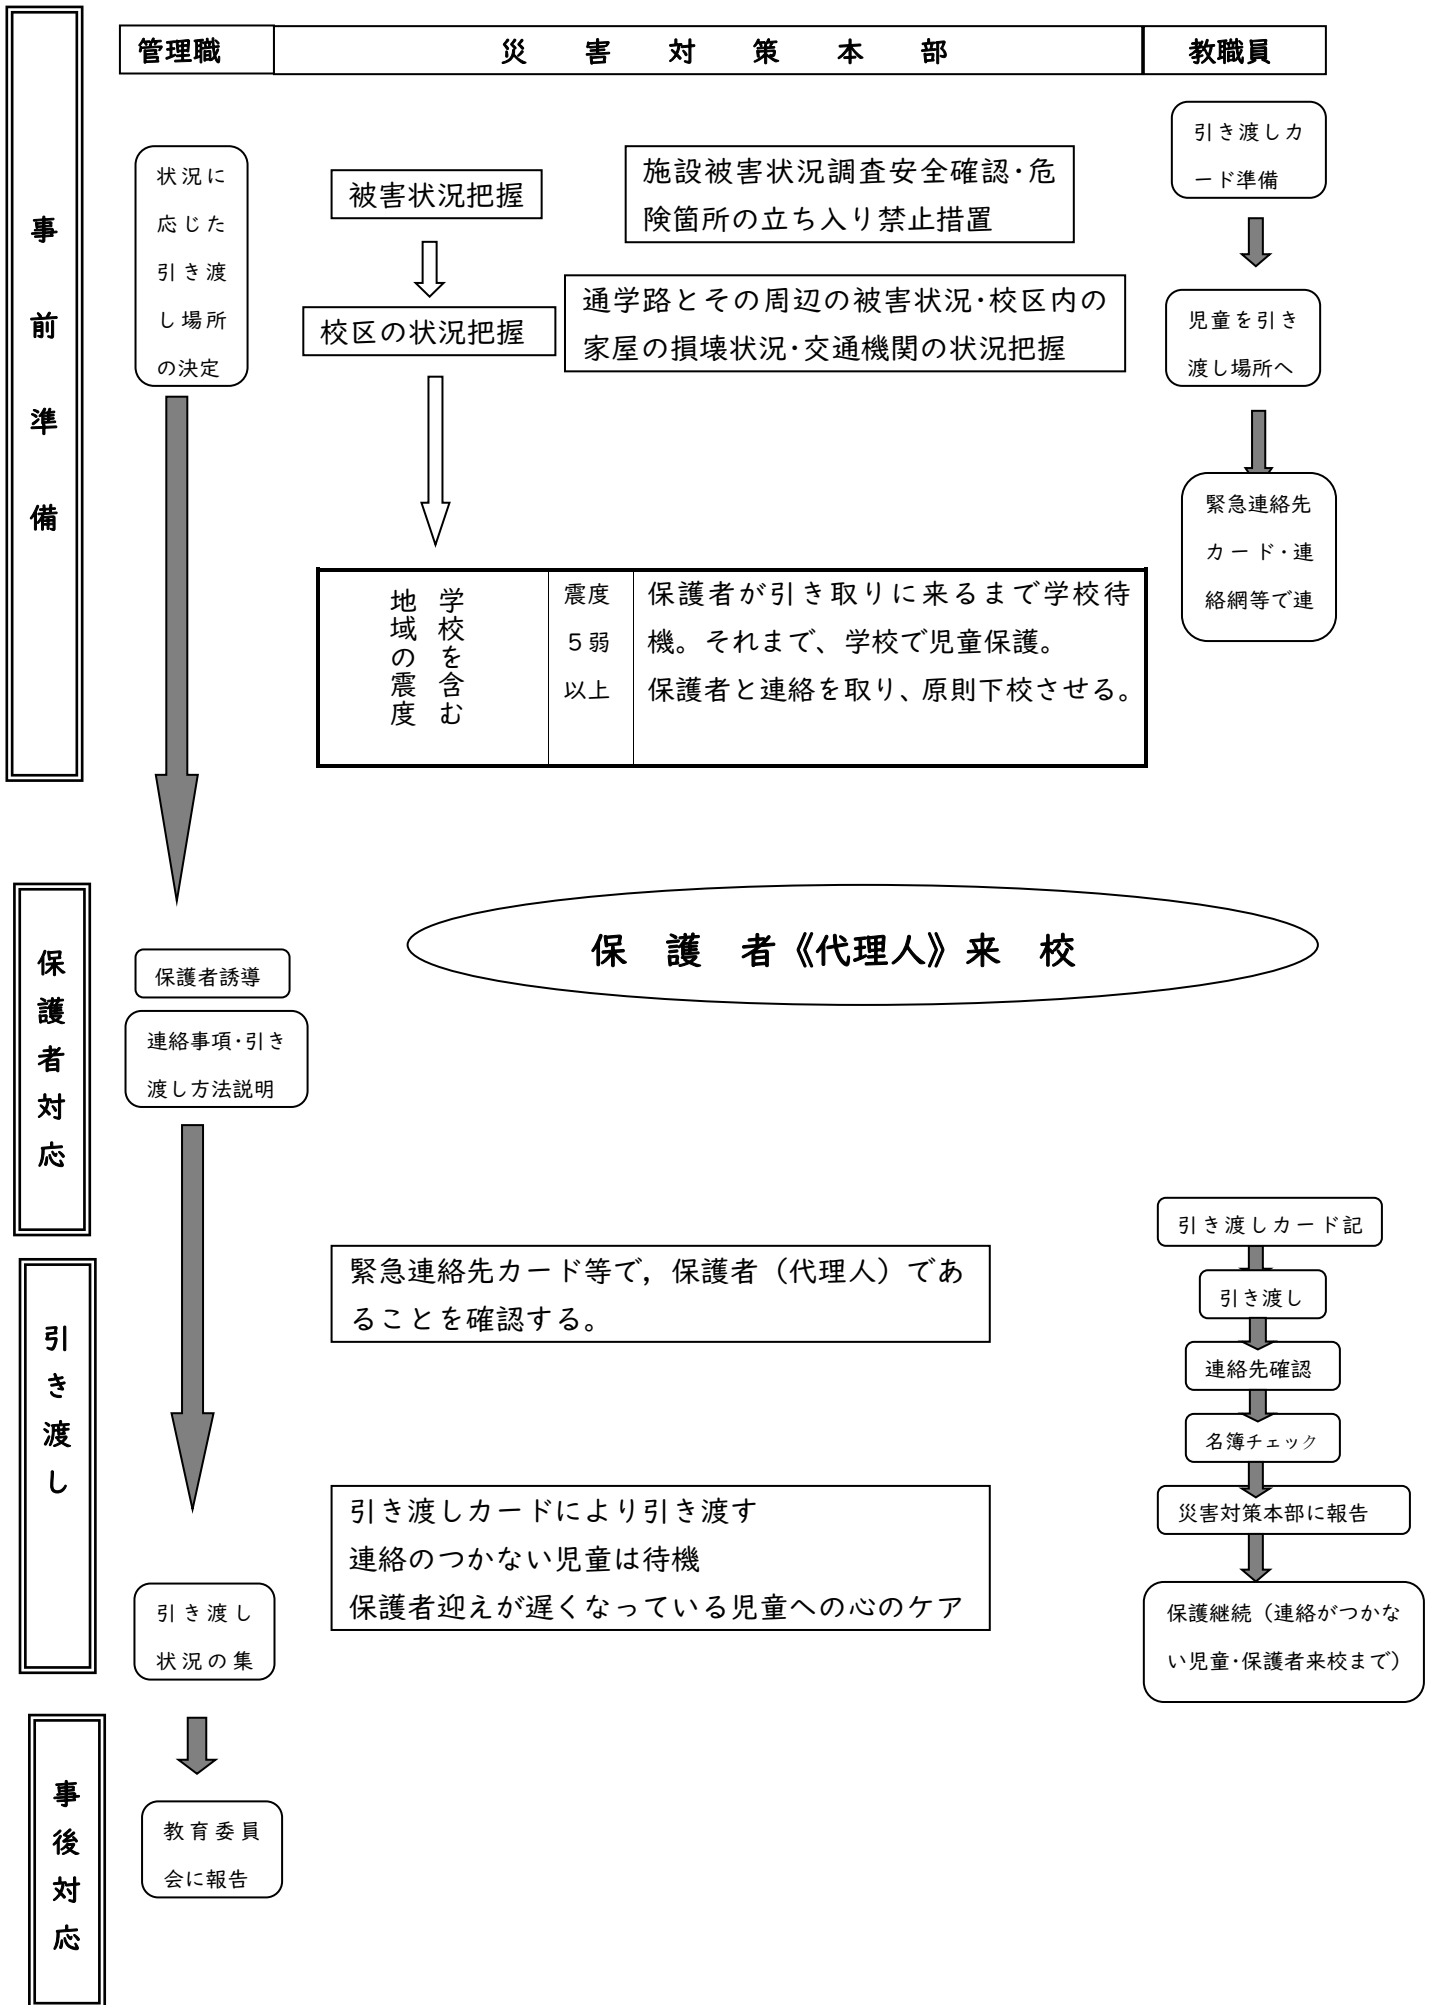 管理職
災害対策本部
教職員
事前準備
状況に
応じた
引き渡
し場所
の決定
被害状況把握
施設被害状況調査安全確認・危
険箇所の立ち入り禁止措置
校区の状況把握
通学路とその周辺の被害状況・校区内の
家屋の損壊状況・交通機関の状況把握
引き渡しカ
ード準備
児童を引き
渡し場所へ
緊急連絡先
カード・連
絡網等で連
学校を含む
地域の震度
震度
５弱
以上
保護者が引き取りに来るまで学校待
機。それまで、学校で児童保護。
保護者と連絡を取り、原則下校させる。
保護者対応
保護者《代理人》来校
保護者誘導
連絡事項・引き
渡し方法説明
引き渡し
緊急連絡先カード等で，保護者（代理人）であ
ることを確認する。
引き渡しカードにより引き渡す
連絡のつかない児童は待機
保護者迎えが遅くなっている児童への心のケア
引き渡しカード記
引き渡し
連絡先確認
名簿チェック
災害対策本部に報告
保護継続（連絡がつかな
い児童・保護者来校まで）
引き渡し
状況の集
事後対応
教育委員
会に報告